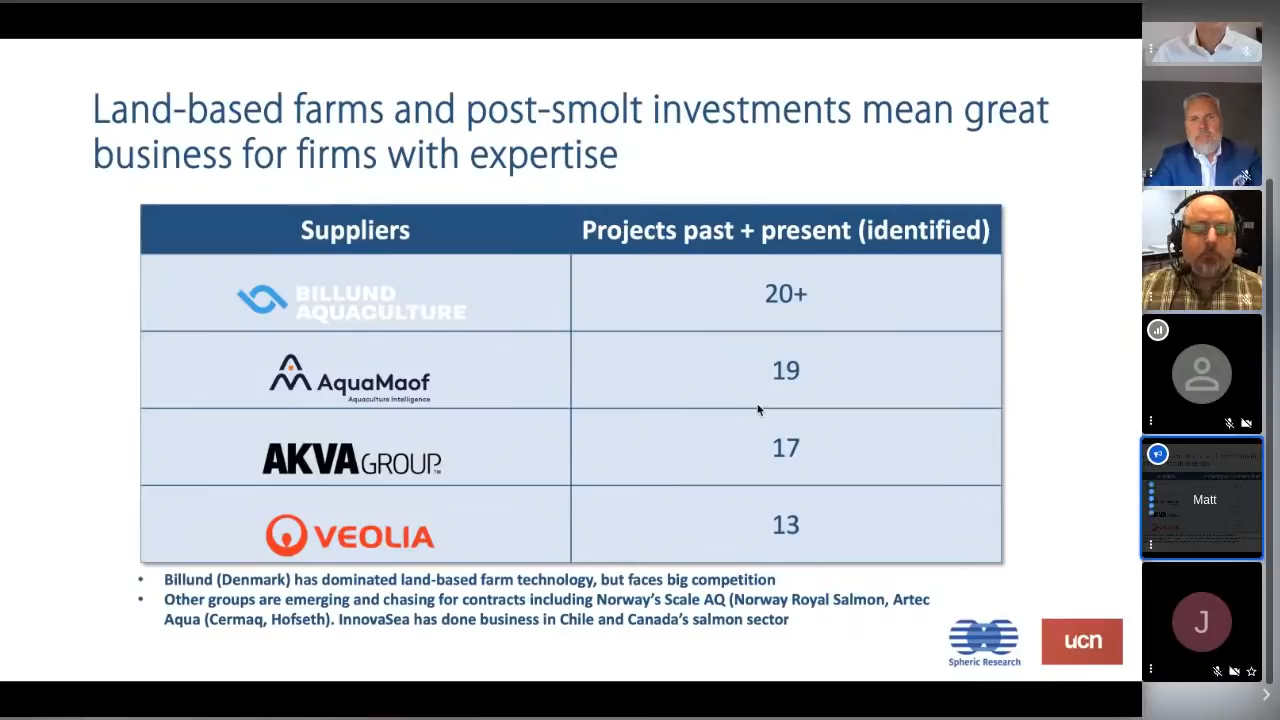 Land-based farms and post-smolt investments mean great
business for firms with expertise
Suppliers
Projects past + present (identified)
BILLUND
AQUACULTURE
20+
AquaMaof
Aquaculture Intelligence
19
AKVA GROUP™
17
VEOLIA
13
• Billund (Denmark) has dominated land-based farm technology, but faces big competition
• Other groups are emerging and chasing for contracts including Norway’s Scale AQ (Norway Royal Salmon, Artec
Aqua (Cermaq, Hofseth). InnovaSea has done business in Chile and Canada’s salmon sector
Spheric Research
ucn
Matt
J